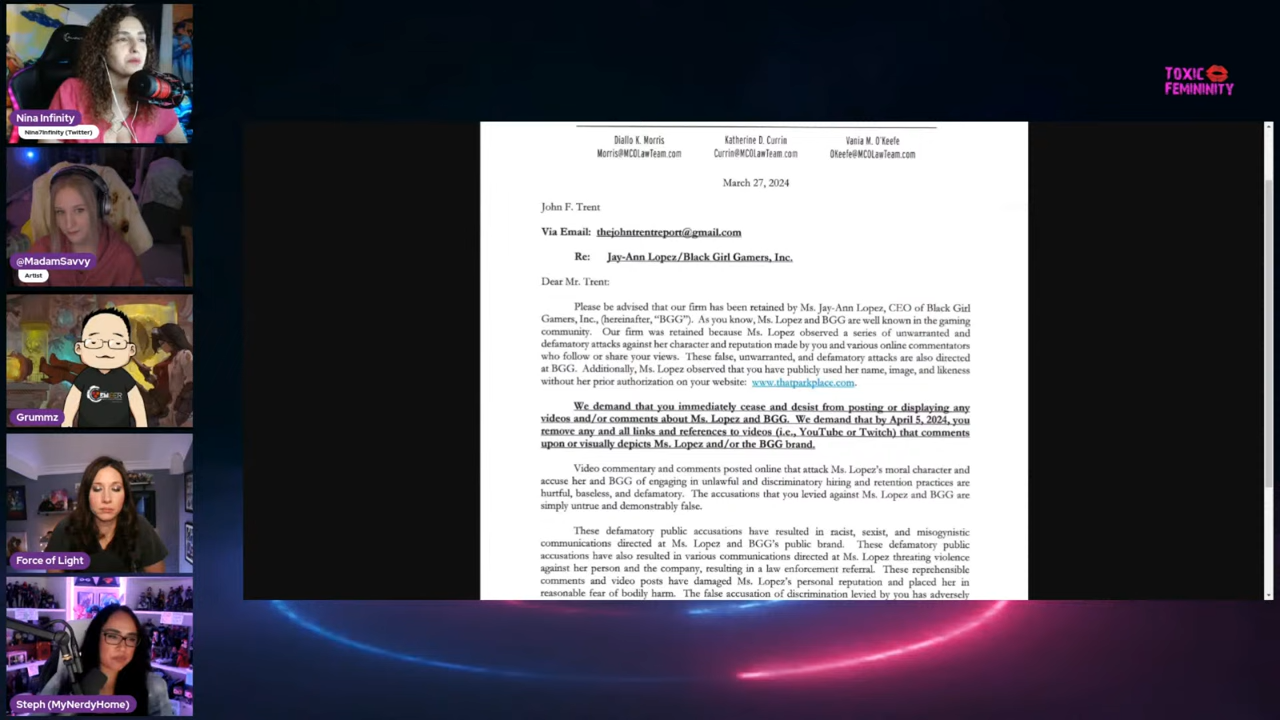 Nina Infinity
Nina7Infinity (Twitter)
@MadamSavvy
Artist
Grummz
Force of Light
Steph (MyNerdyHome)
TOXIC
FEMININITY
Diallo K. Morris
Morris@MCOLawTeam.com
Katherine D. Currin
Currin@MCOLawTeam.com
Vania M. O'Keefe
OKeefe@MCOLawTeam.com
March 27, 2024
John F. Trent
Via Email: thejohntrentreport@gmail.com
Re: Jay-Ann Lopez/Black Girl Gamers, Inc.
Dear Mr. Trent:
Please be advised that our firm has been retained by Ms. Jay-Ann Lopez, CEO of Black Girl
Gamers, Inc., (hereinafter, "BGG"). As you know, Ms. Lopez and BGG are well known in the gaming
community. Our firm was retained because Ms. Lopez observed a series of unwarranted and
defamatory attacks against her character and reputation made by you and various online commentators
who follow or share your views. These false, unwarranted, and defamatory attacks are also directed
at BGG. Additionally, Ms. Lopez observed that you have publicly used her name, image, and likeness
without her prior authorization on your website: www.thatparkplace.com.
We demand that you immediately cease and desist from posting or displaying any
videos and/or comments about Ms. Lopez and BGG. We demand that by April 5, 2024, you
remove any and all links and references to videos (i.e., YouTube or Twitch) that comments
upon or visually depicts Ms. Lopez and/or the BGG brand.
Video commentary and comments posted online that attack Ms. Lopez's moral character and
accuse her and BGG of engaging in unlawful and discriminatory hiring and retention practices are
hurtful, baseless, and defamatory. The accusations that you levied against Ms. Lopez and BGG are
simply untrue and demonstrably false.
These defamatory public accusations have resulted in racist, sexist, and misogynistic
communications directed at Ms. Lopez and BGG's public brand. These defamatory public
accusations have also resulted in various communications directed at Ms. Lopez threating violence
against her person and the company, resulting in a law enforcement referral. These reprehensible
comments and video posts have damaged Ms. Lopez's personal reputation and placed her in
reasonable fear of bodily harm. The false accusation of discrimination levied by you has adversely